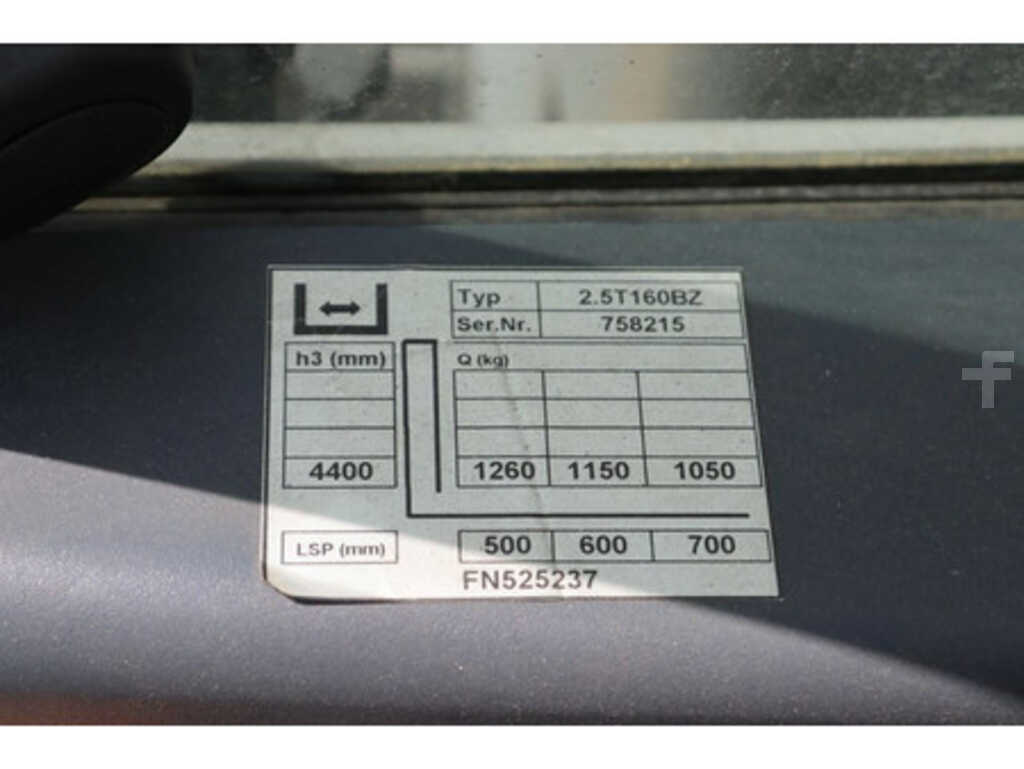 Typ 2.5T160BZ
Ser.Nr. 758215
h3 (mm) Q (kg)
4400 1260 1150 1050
LSP (mm) 500 600 700
FN525237
f